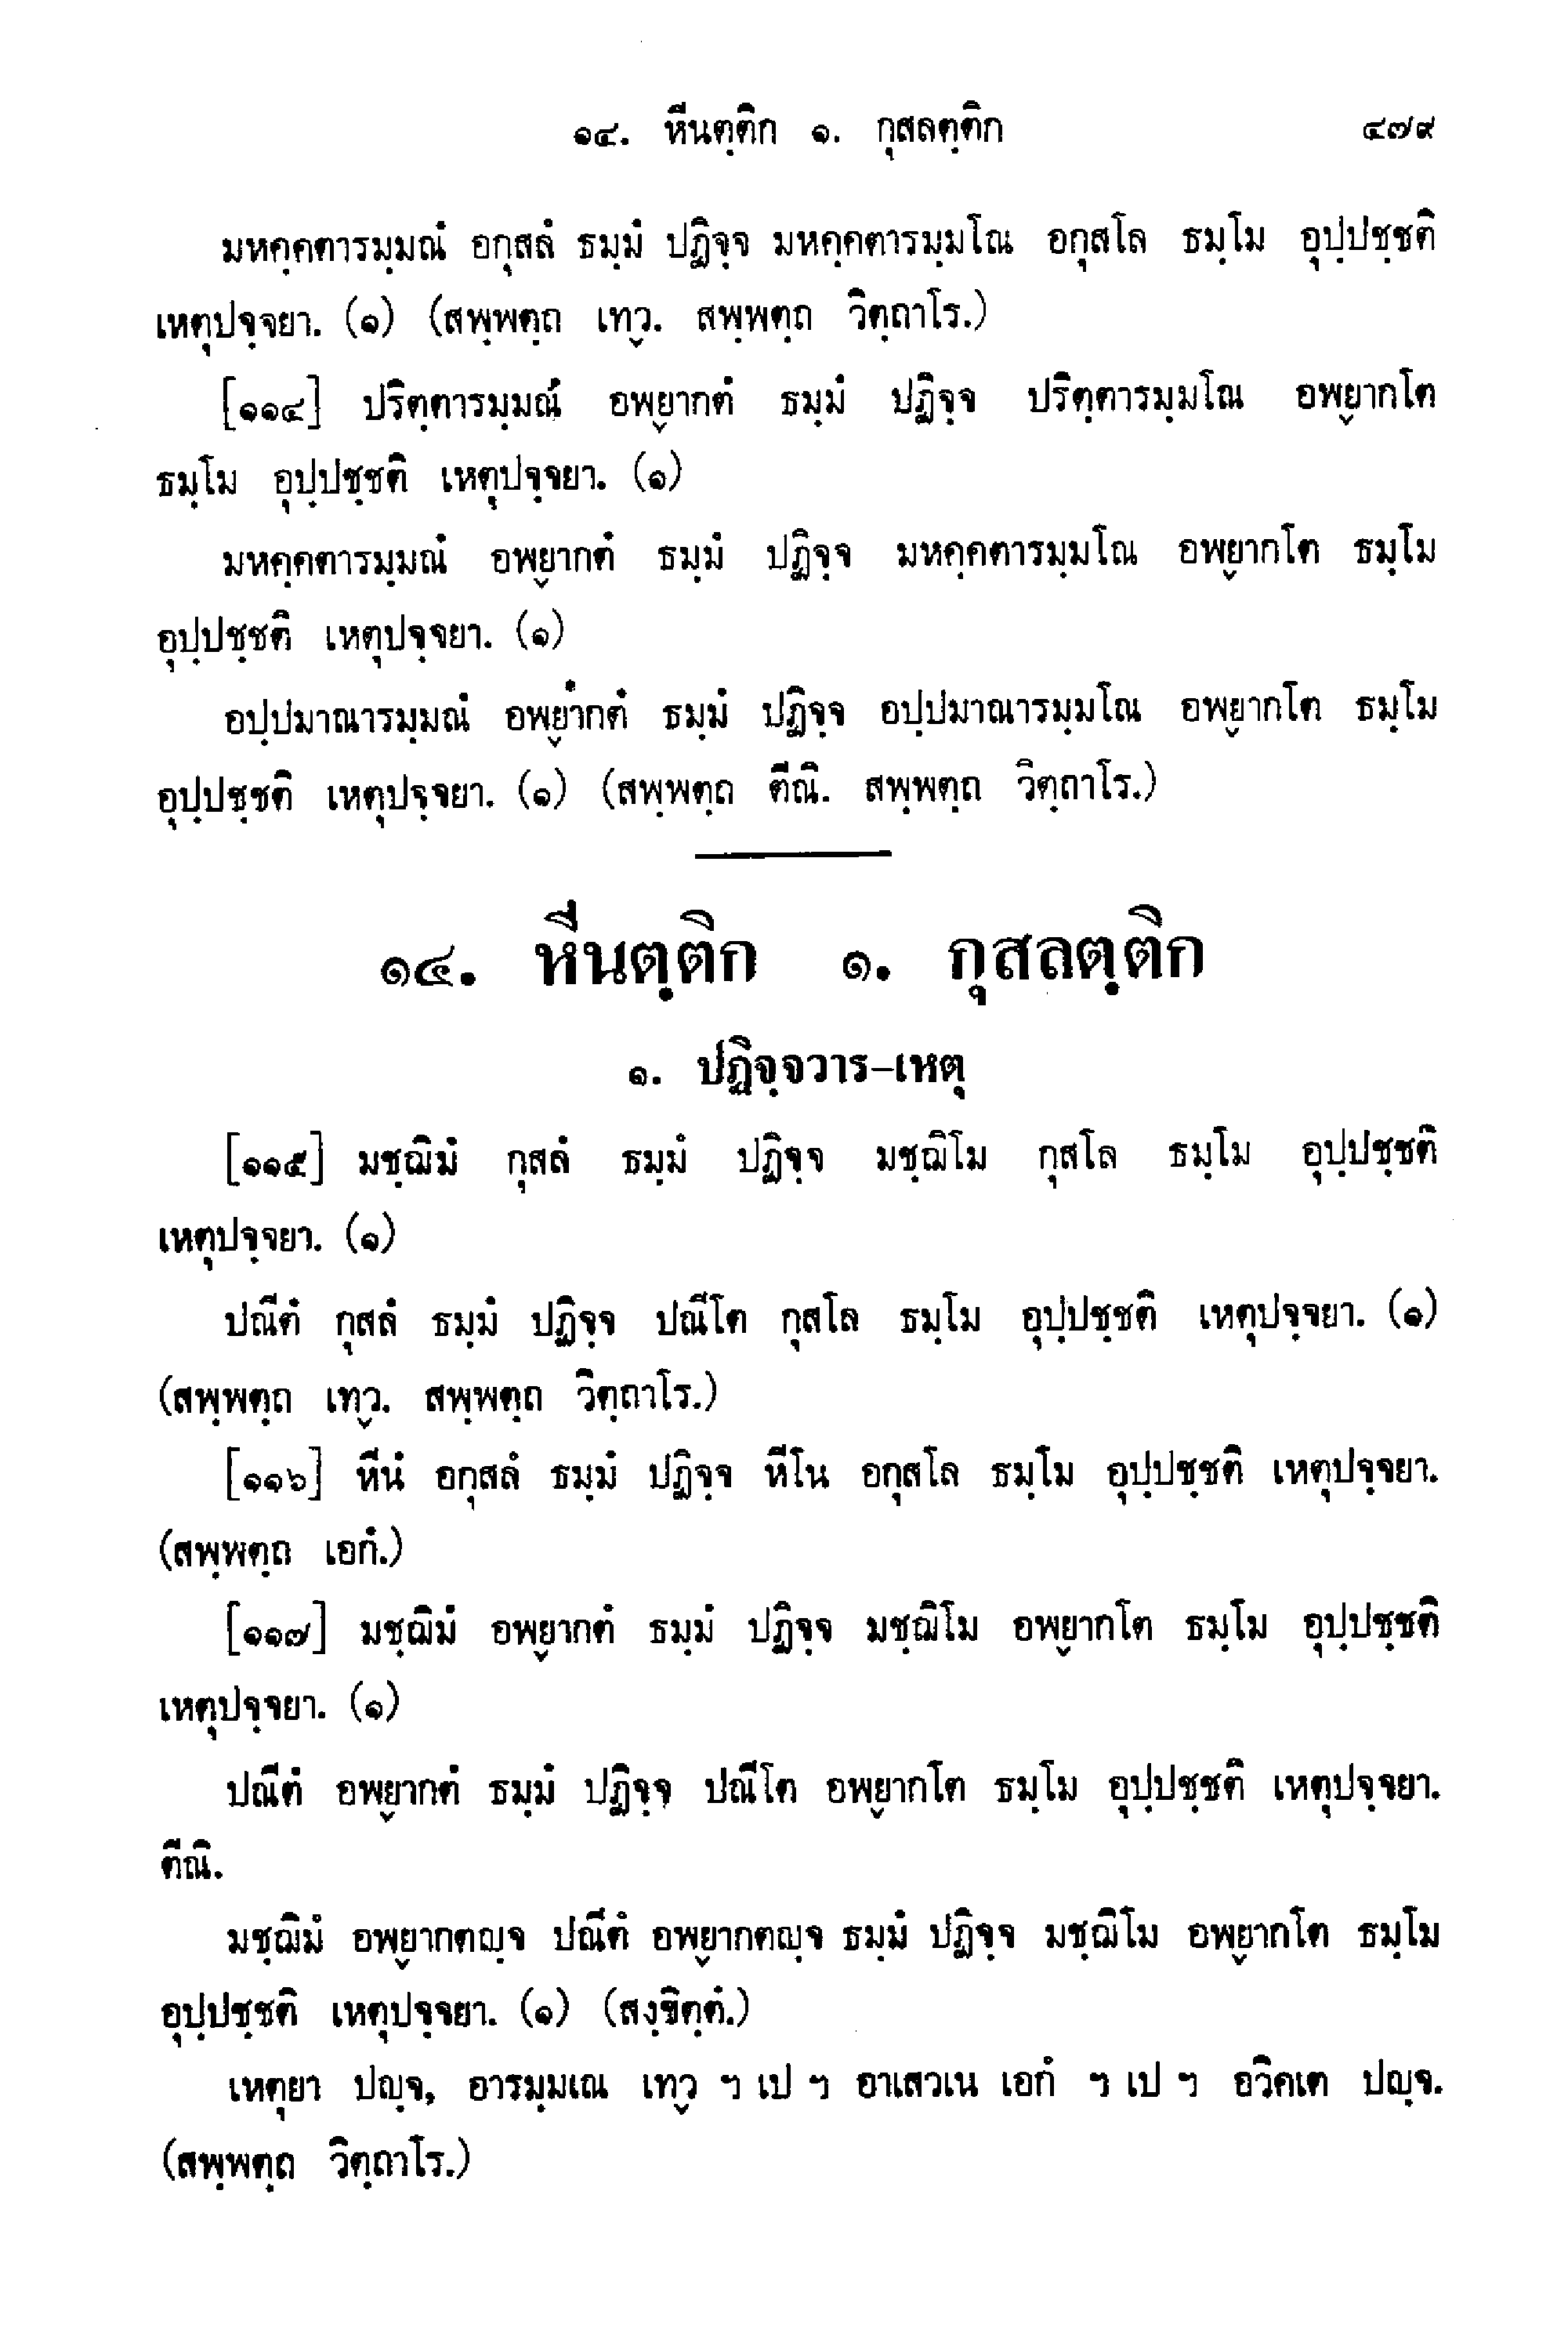 ๑๔. หีนตฺติก ๑. กุสลตฺติก ๔๗๙
มหคฺคตารมฺมณํ อกุสลํ ธมฺมํ ปฏิจฺจ มหคฺคตารมฺมโณ อกุสโล ธมฺโม อุปฺปชฺชติ
เหตุปจฺจยา. (๑) (สพฺพตฺถ เทฺว. สพฺพตฺถ วิตฺถาโร.)
[๑๑๔] ปริตฺตารมฺมณํ อพฺยากตํ ธมฺมํ ปฏิจฺจ ปริตฺตารมฺมโณ อพฺยากโต
ธมฺโม อุปฺปชฺชติ เหตุปจฺจยา. (๑)
มหคฺคตารมฺมณํ อพฺยากตํ ธมฺมํ ปฏิจฺจ มหคฺคตารมฺมโณ อพฺยากโต ธมฺโม
อุปฺปชฺชติ เหตุปจฺจยา. (๑)
อปฺปมาณารมฺมณํ อพฺยากตํ ธมฺมํ ปฏิจฺจ อปฺปมาณารมฺมโณ อพฺยากโต ธมฺโม
อุปฺปชฺชติ เหตุปจฺจยา. (๑) (สพฺพตฺถ ตีณิ. สพฺพตฺถ วิตฺถาโร.)
๑๔. หีนตฺติก ๑. กุสลตฺติก
๑. ปฏิจฺจวาร–เหตุ
[๑๑๕] มชฺฌิมํ กุสลํ ธมฺมํ ปฏิจฺจ มชฺฌิโม กุสโล ธมฺโม อุปฺปชฺชติ
เหตุปจฺจยา. (๑)
ปณีตํ กุสลํ ธมฺมํ ปฏิจฺจ ปณีโต กุสโล ธมฺโม อุปฺปชฺชติ เหตุปจฺจยา. (๑)
(สพฺพตฺถ เทฺว. สพฺพตฺถ วิตฺถาโร.)
[๑๑๖] หีนํ อกุสลํ ธมฺมํ ปฏิจฺจ หีโน อกุสโล ธมฺโม อุปฺปชฺชติ เหตุปจฺจยา.
(สพฺพตฺถ เอกํ.)
[๑๑๗] มชฺฌิมํ อพฺยากตํ ธมฺมํ ปฏิจฺจ มชฺฌิโม อพฺยากโต ธมฺโม อุปฺปชฺชติ
เหตุปจฺจยา. (๑)
ปณีตํ อพฺยากตํ ธมฺมํ ปฏิจฺจ ปณีโต อพฺยากโต ธมฺโม อุปฺปชฺชติ เหตุปจฺจยา.
ตีณิ.
มชฺฌิมํ อพฺยากตญฺจ ปณีตํ อพฺยากตญฺจ ธมฺมํ ปฏิจฺจ มชฺฌิโม อพฺยากโต ธมฺโม
อุปฺปชฺชติ เหตุปจฺจยา. (๑) (สงฺขิตฺตํ.)
เหตุยา ปญฺจ, อารมฺมเณ เทฺว ฯ เป ฯ อาเสวเน เอกํ ฯ เป ฯ อวิคเต ปญฺจ.
(สพฺพตฺถ วิตฺถาโร.)